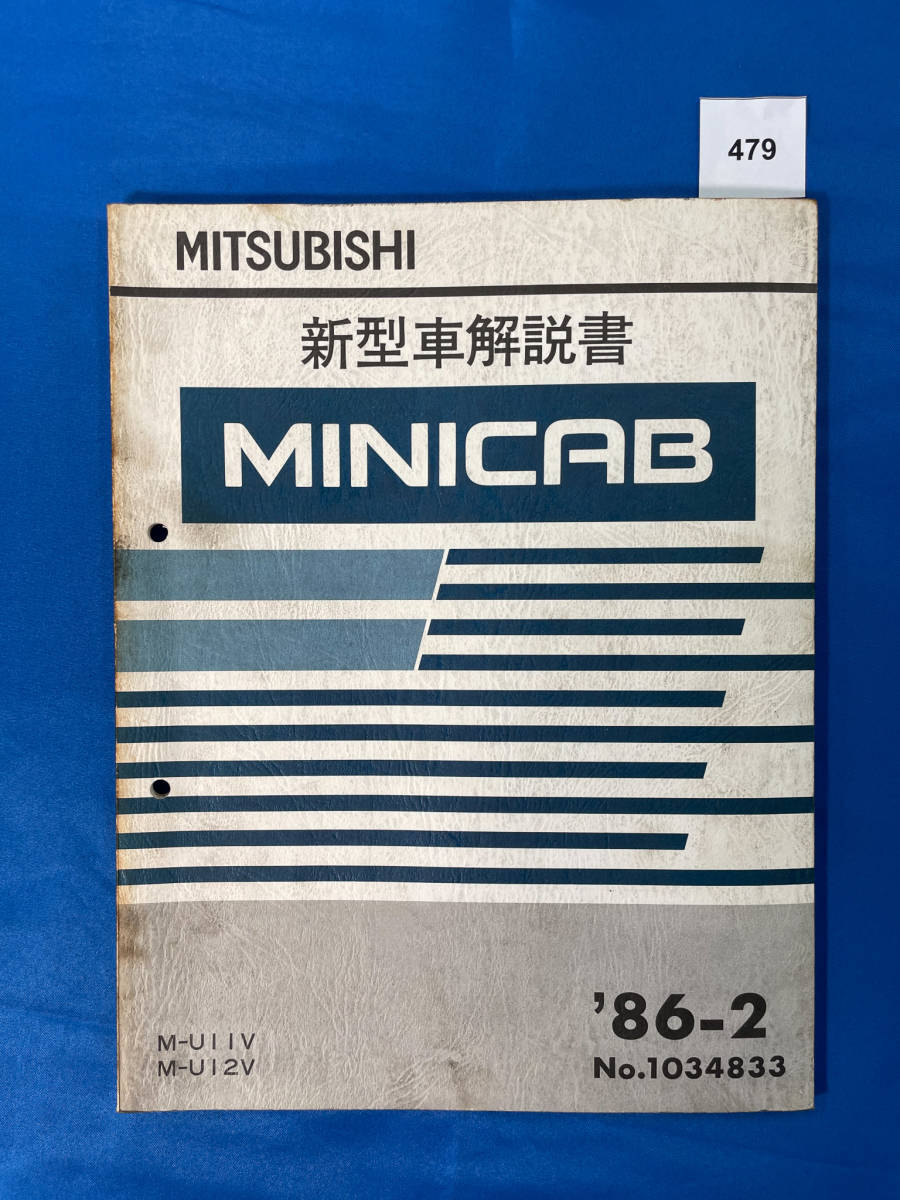 479
MITSUBISHI
新型車解説書
MINICAB
'86-2
M-U11V
M-U12V
No.1034833